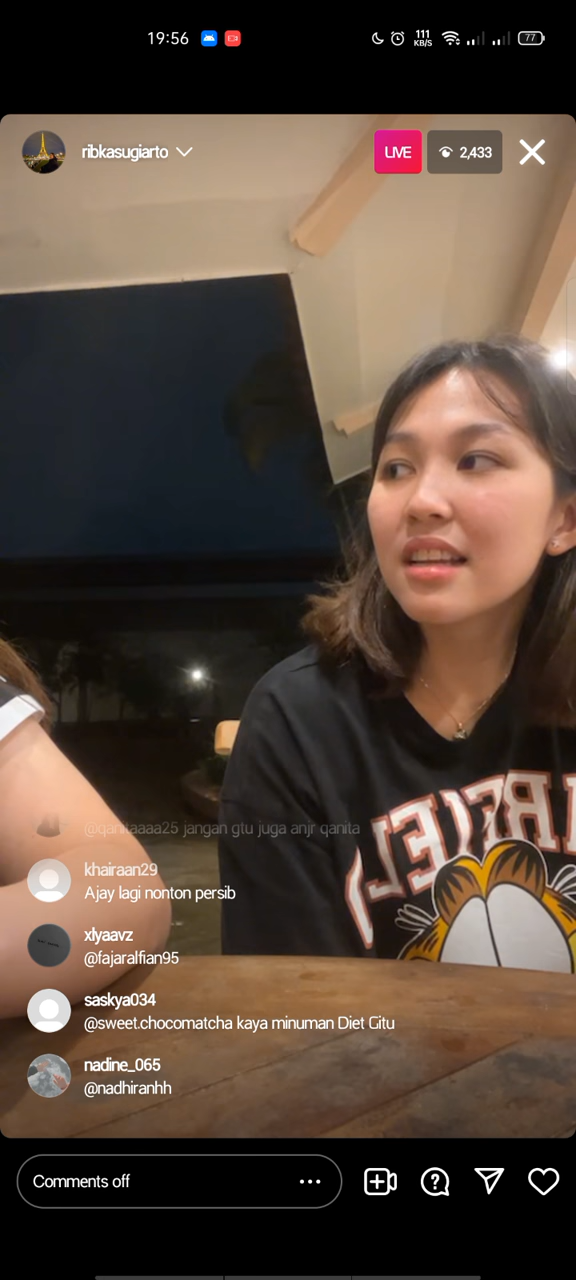 19:56
111
KB/S
77
ribkasugiarto
LIVE
2,433
GARFIELD
@qanitaaaa25 jangan gtu juga anjr qanita
khairaan29
Ajay lagi nonton persib
xlyaavz
@fajaralfian95
saskya034
@sweet.chocomatcha kaya minuman Diet Gitu
nadine_065
@nadhiranhh
Comments off